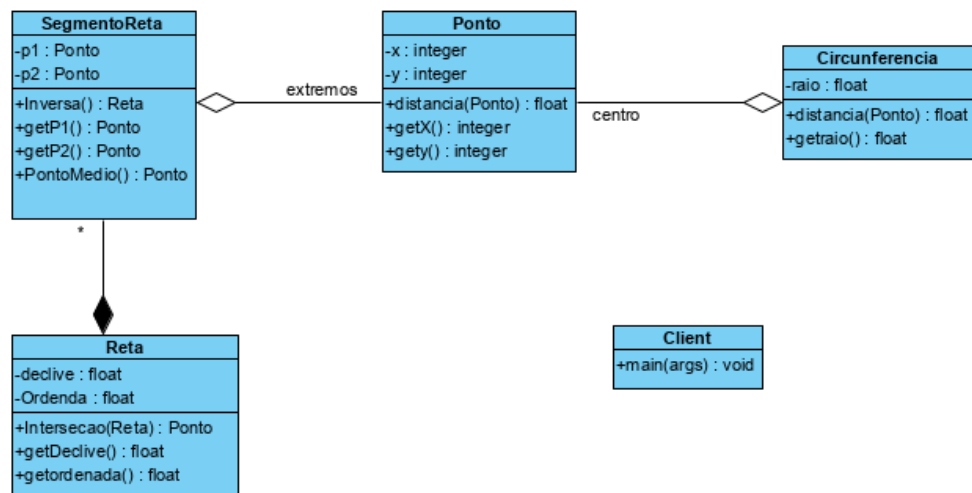 SegmentoReta
-p1 : Ponto
-p2 : Ponto
+Inversa() : Reta
+getP1() : Ponto
+getP2() : Ponto
+PontoMedio() : Ponto
extremos
Ponto
-x : integer
-y : integer
+distancia(Ponto) : float
+getX() : integer
+gety() : integer
centro
Circunferencia
-raio : float
+distancia(Ponto) : float
+getraio() : float
*
Reta
-declive : float
-Ordenda : float
+Intersecao(Reta) : Ponto
+getDeclive() : float
+getordenada() : float
Client
+main(args) : void